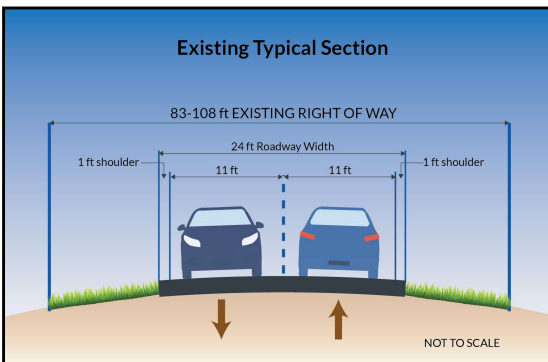 Existing Typical Section
83-108 ft EXISTING RIGHT OF WAY
24 ft Roadway Width
1 ft shoulder
11 ft
11 ft
1 ft shoulder
NOT TO SCALE